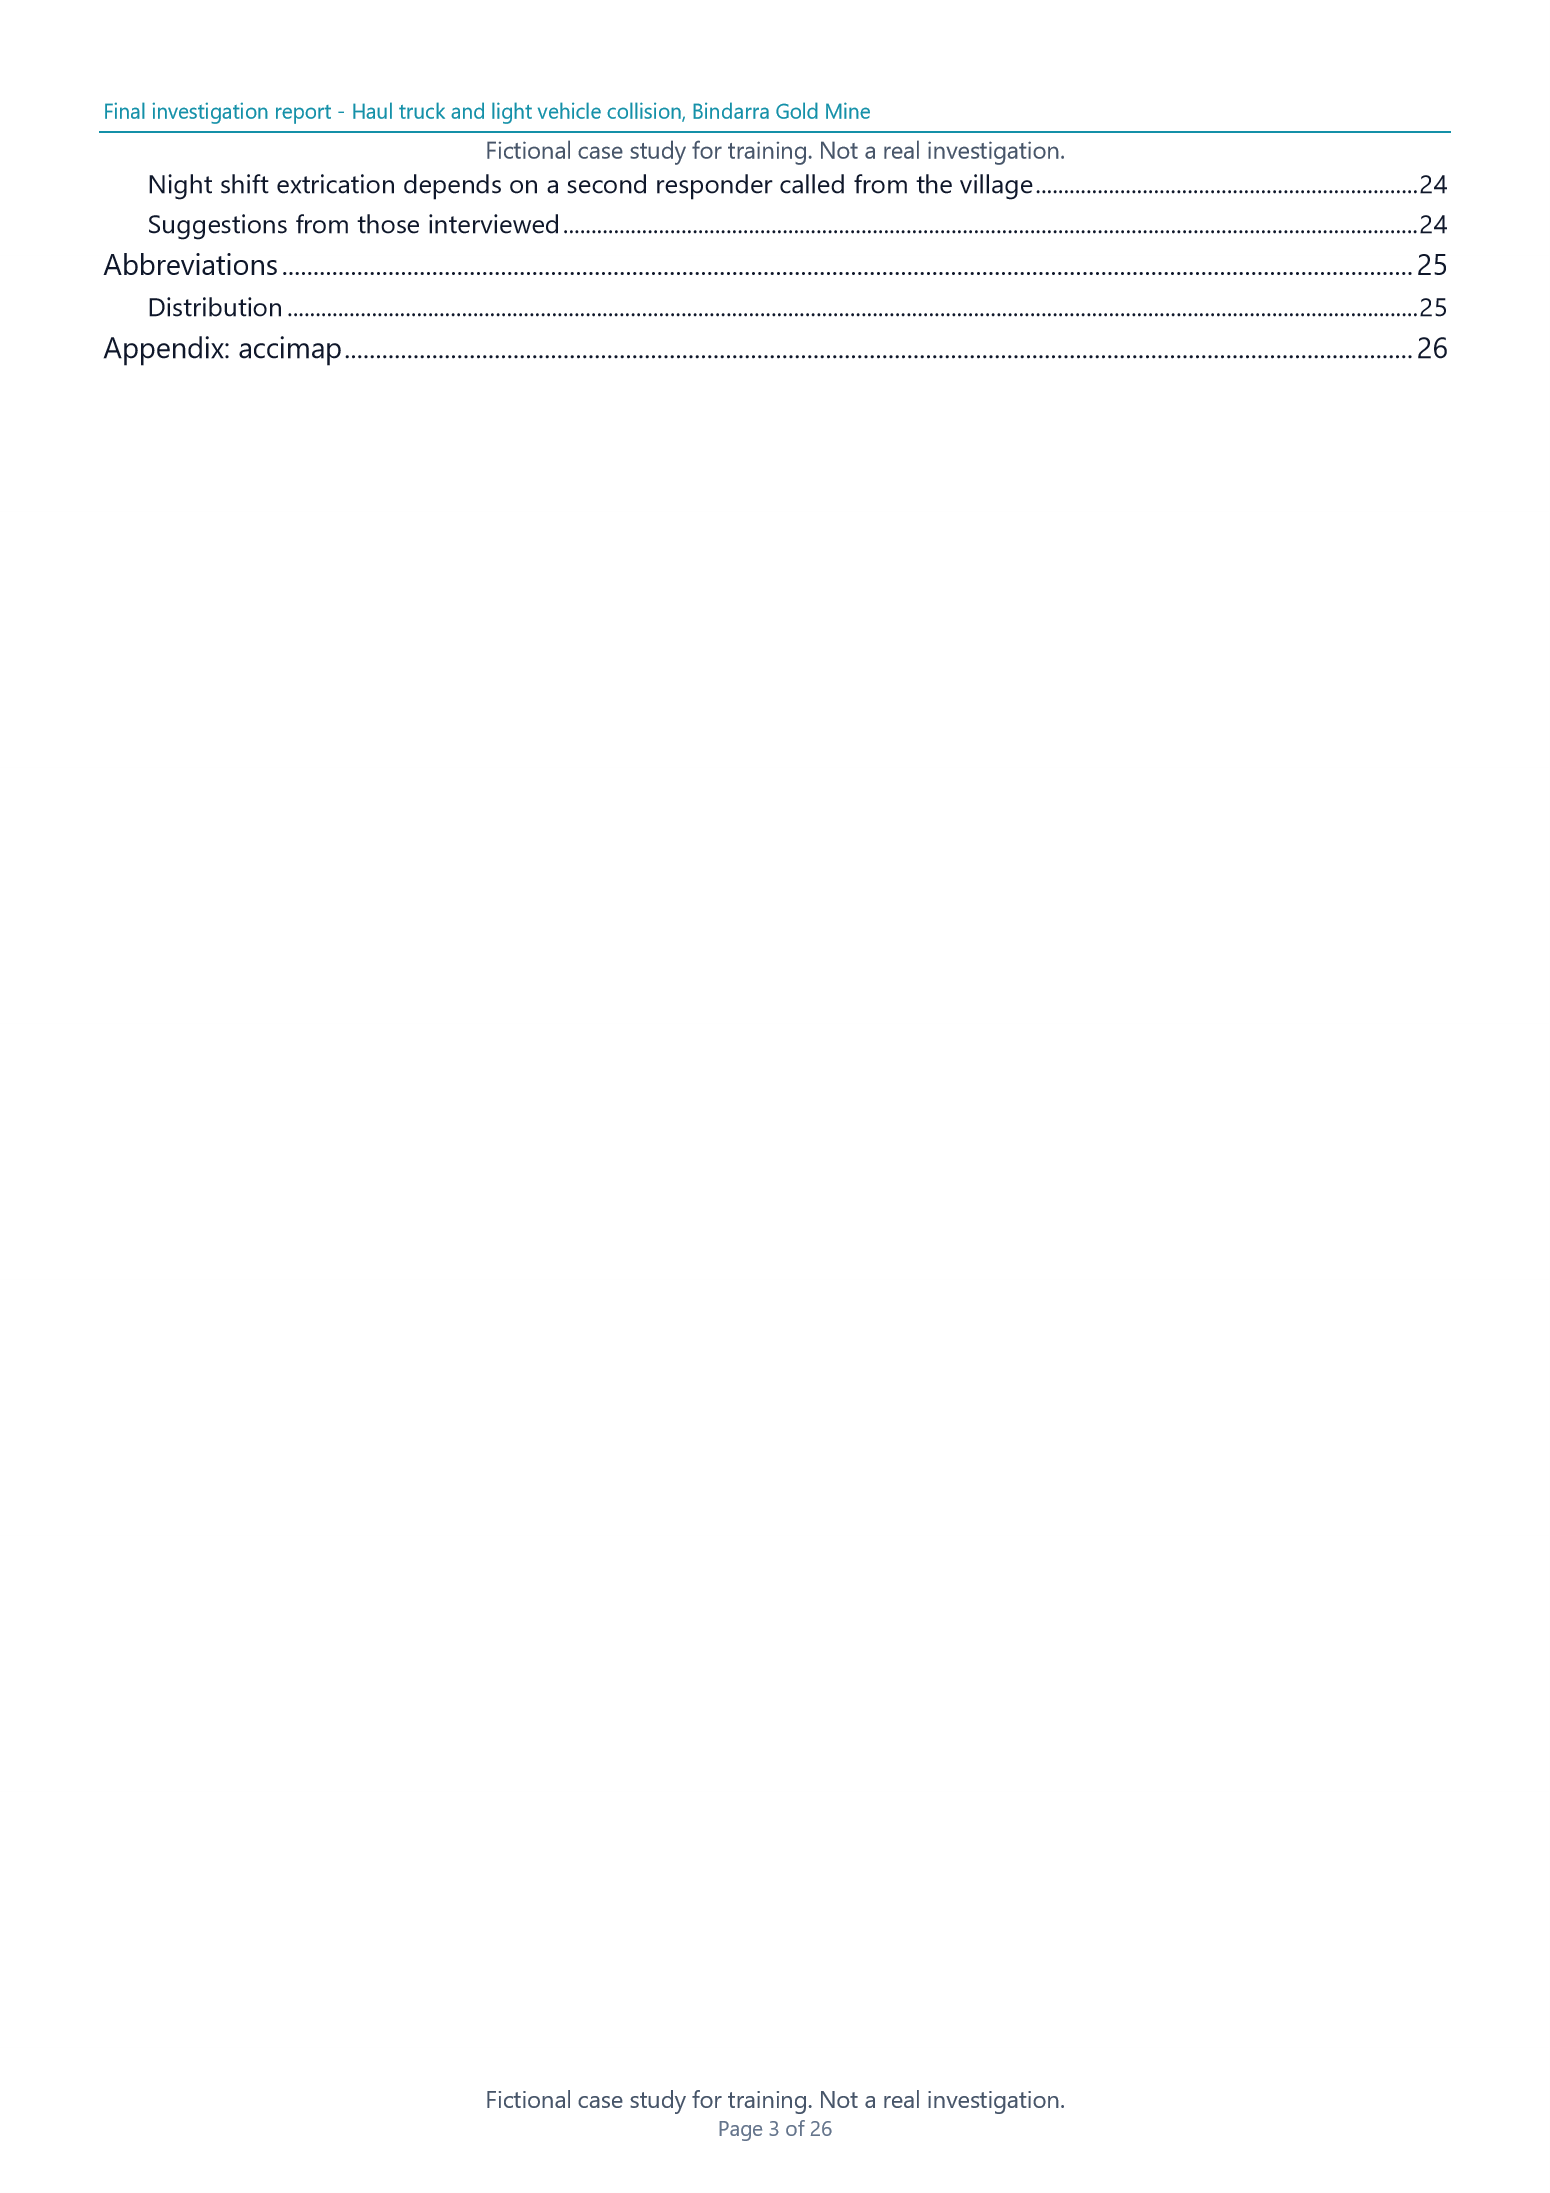 Final investigation report - Haul truck and light vehicle collision, Bindarra Gold Mine
Fictional case study for training. Not a real investigation.
Night shift extrication depends on a second responder called from the village 24
Suggestions from those interviewed 24
Abbreviations 25
Distribution 25
Appendix: accimap 26
Fictional case study for training. Not a real investigation.
Page 3 of 26